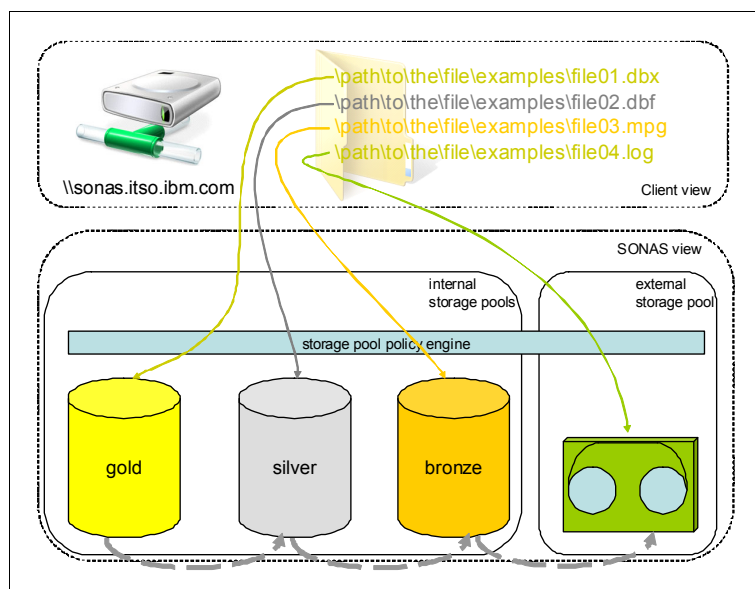 \path\to\the\file\examples\file01.dbx
\path\to\the\file\examples\file02.dbf
\path\to\the\file\examples\file03.mpg
\path\to\the\file\examples\file04.log
\\sonas.itso.ibm.com
Client view
SONAS view
internal
storage pools
external
storage pool
storage pool policy engine
gold
silver
bronze